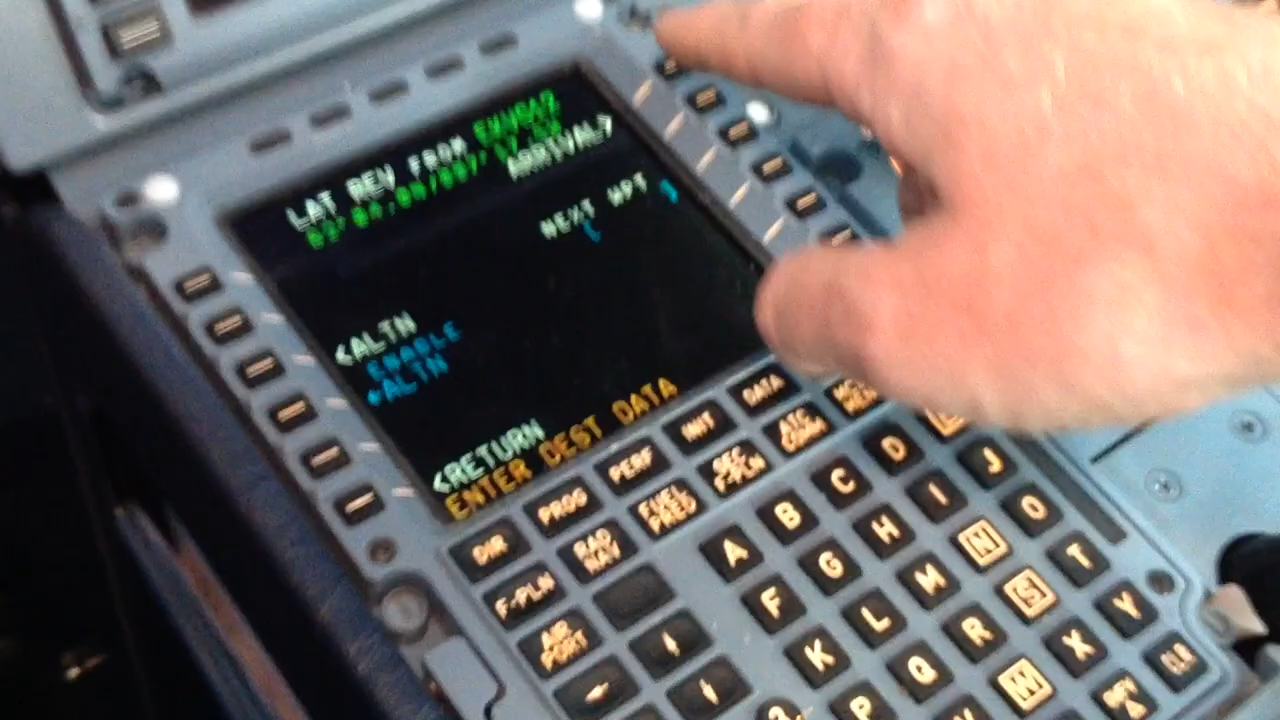 LAT REV FROM
ARRIVAL>
NEXT WPT
[ ]
<ALTN
ENABLE
ALTN
<RETURN
ENTER DEST DATA
DIR PROG PERF INIT DATA
F-PLN RAD NAV FUEL PRED SEC F-PLN ATC COMM
AIR PORT
A B C D
F G H I J
K L M N O
P Q R S T
X Y
CLR